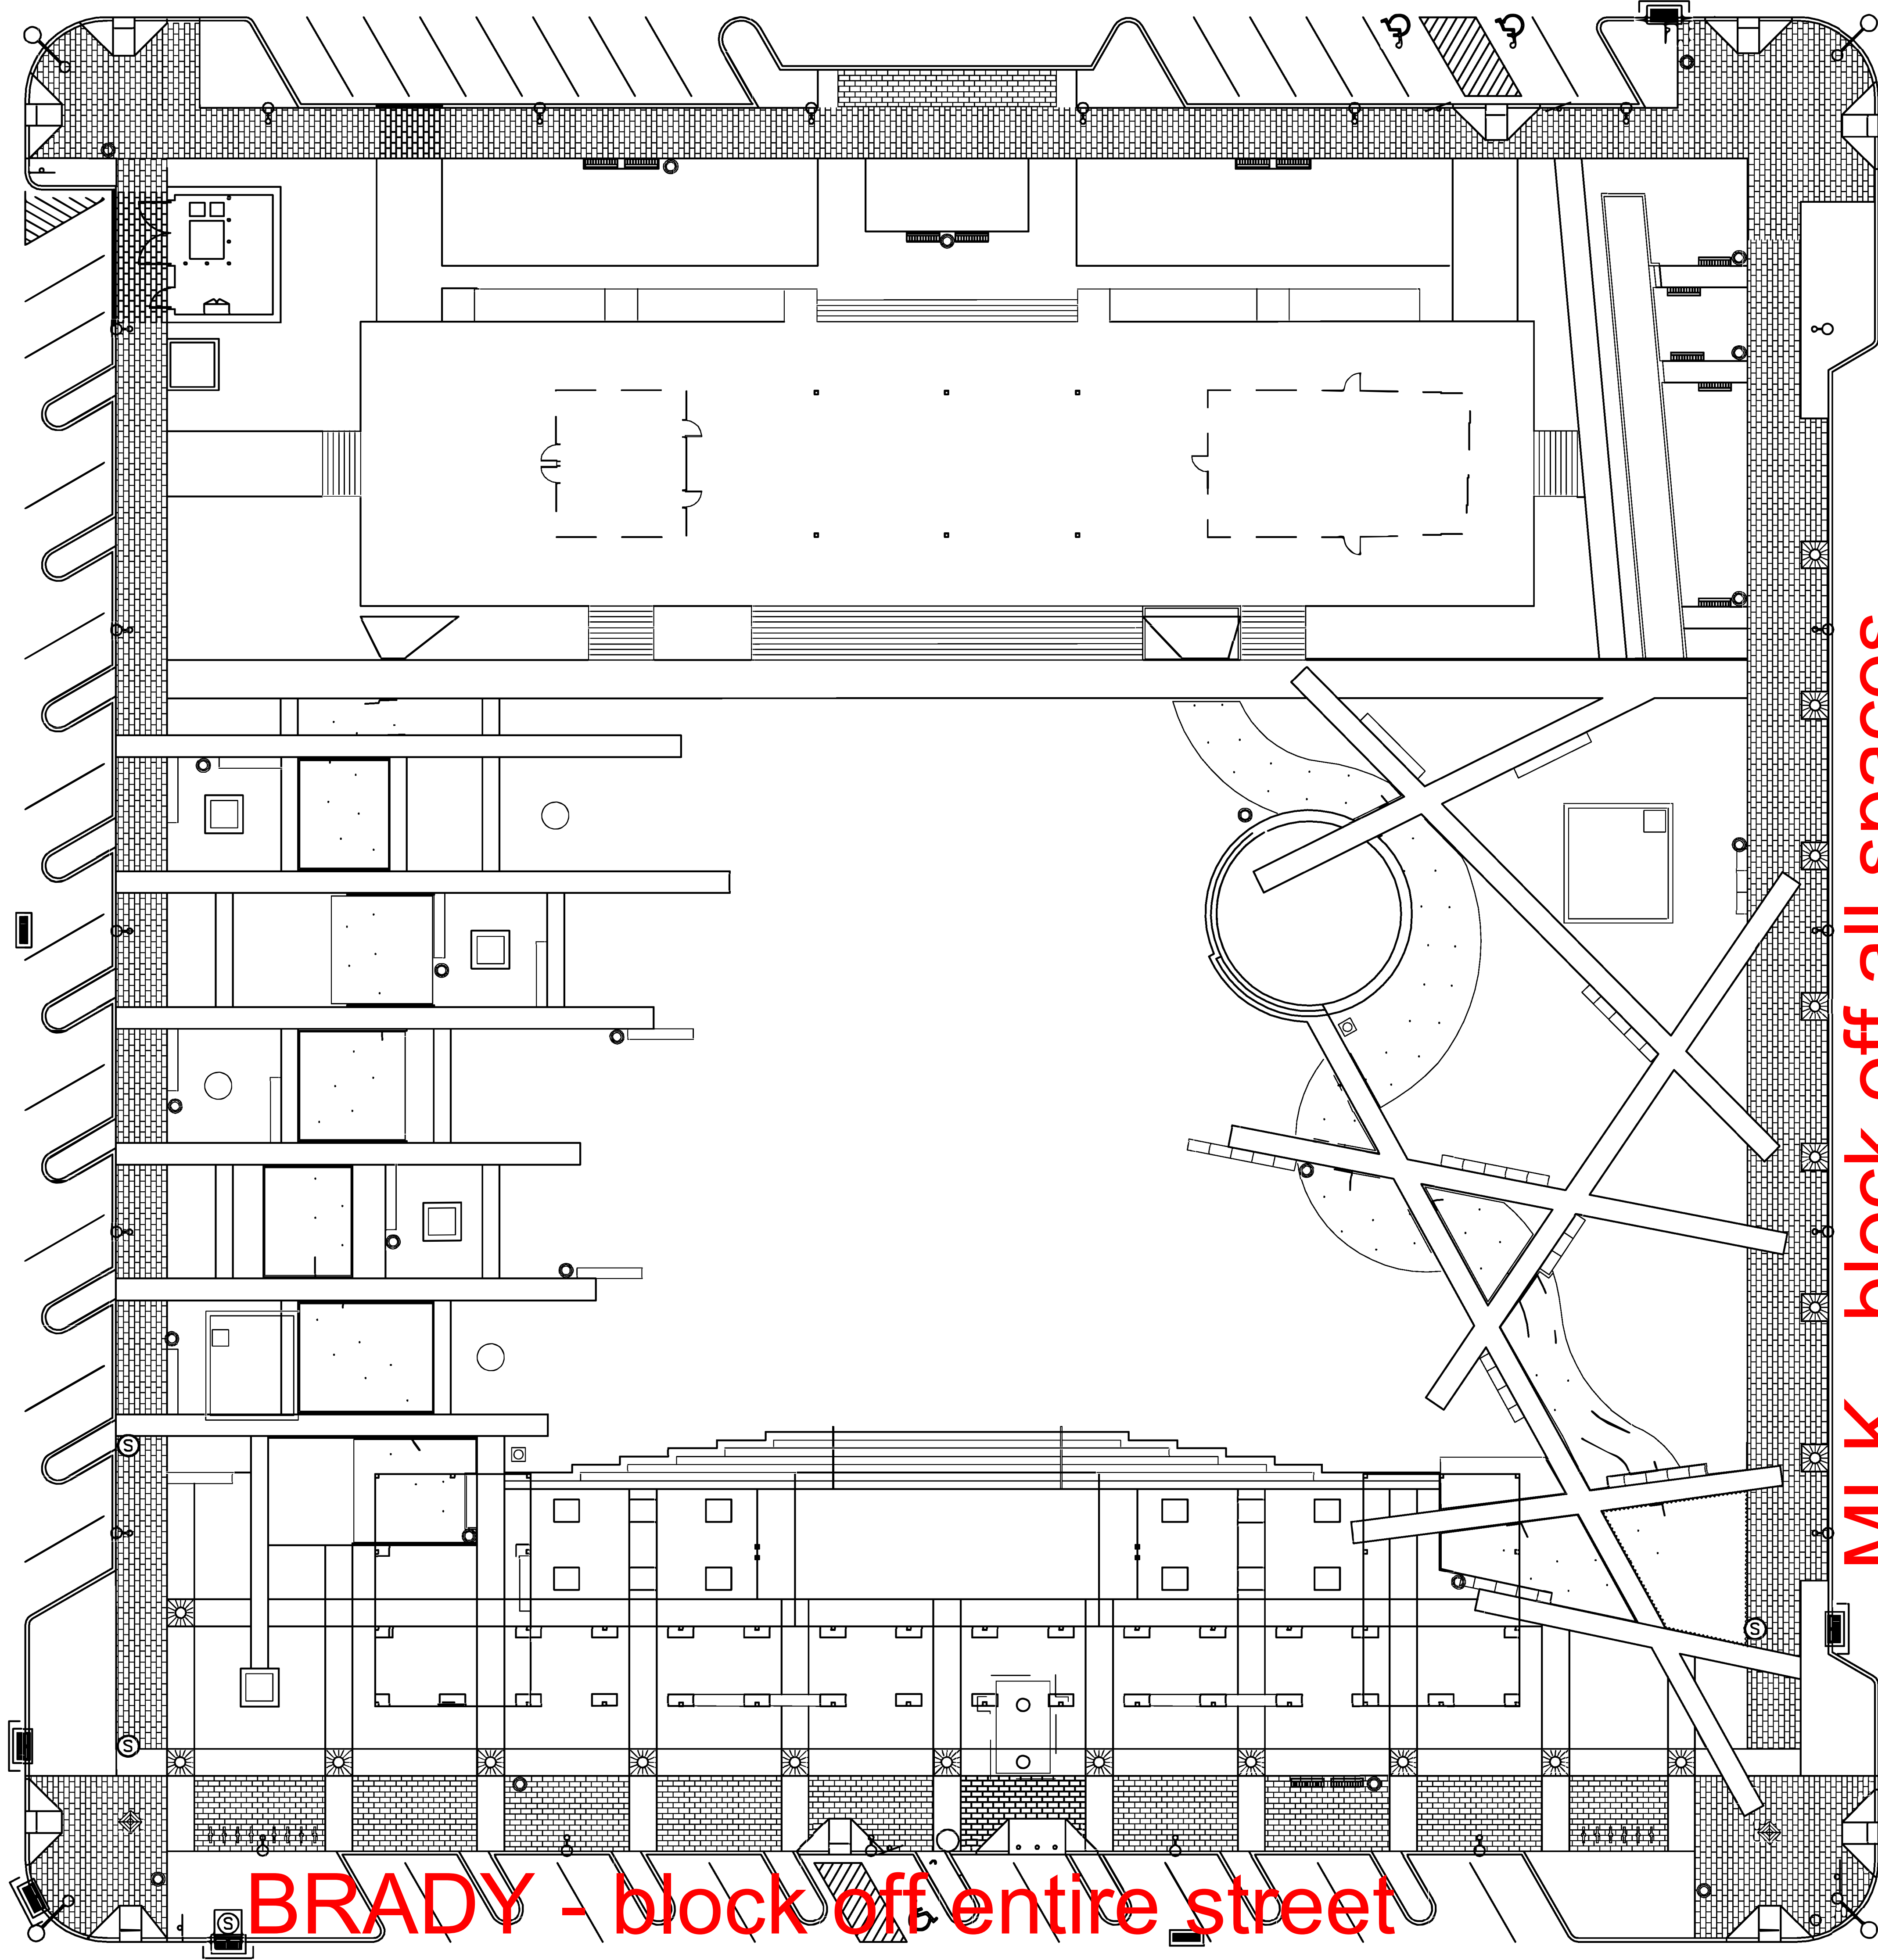 MLK - block off all spaces
S
S
S
S
BRADY - block off entire street